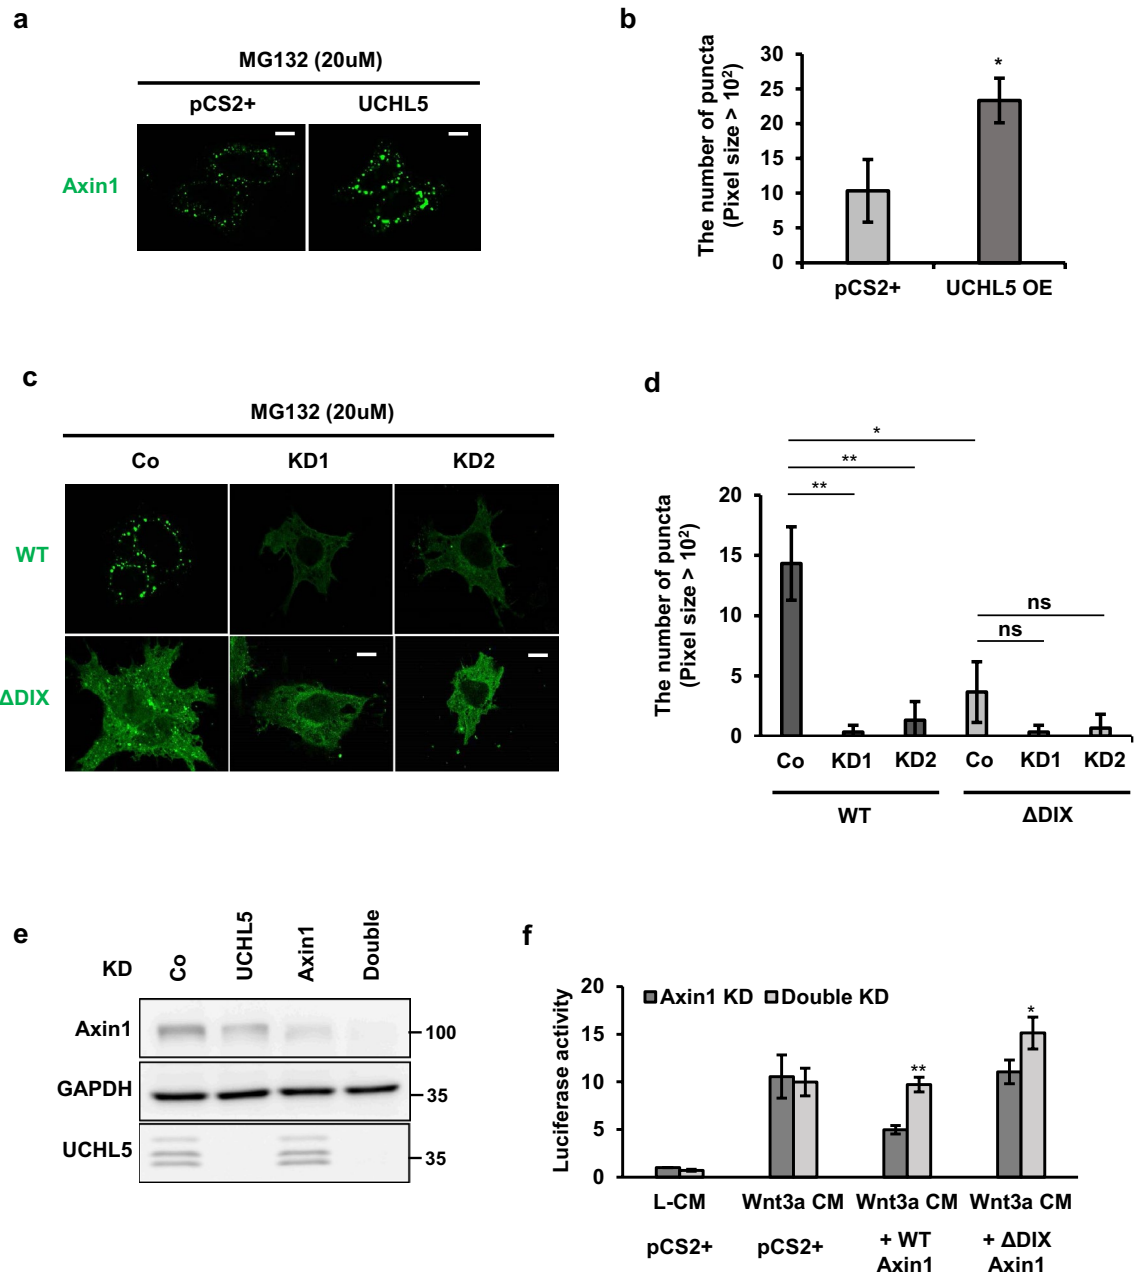 a
MG132 (20uM)
pCS2+ UCHL5
Axin1
b
The number of puncta
(Pixel size > 10²)
30
25
20
15
10
5
0
*
pCS2+ UCHL5 OE
c
MG132 (20uM)
Co KD1 KD2
WT
ΔDIX
d
The number of puncta
(Pixel size > 10²)
20
15
10
5
0
*
**
**
ns
ns
Co KD1 KD2 Co KD1 KD2
WT ΔDIX
e
KD Co UCHL5 Axin1 Double
Axin1 100
GAPDH 35
UCHL5 35
f
Luciferase activity
20
15
10
5
0
Axin1 KD Double KD
**
*
L-CM Wnt3a CM Wnt3a CM Wnt3a CM
pCS2+ pCS2+ + WT + ΔDIX
Axin1 Axin1